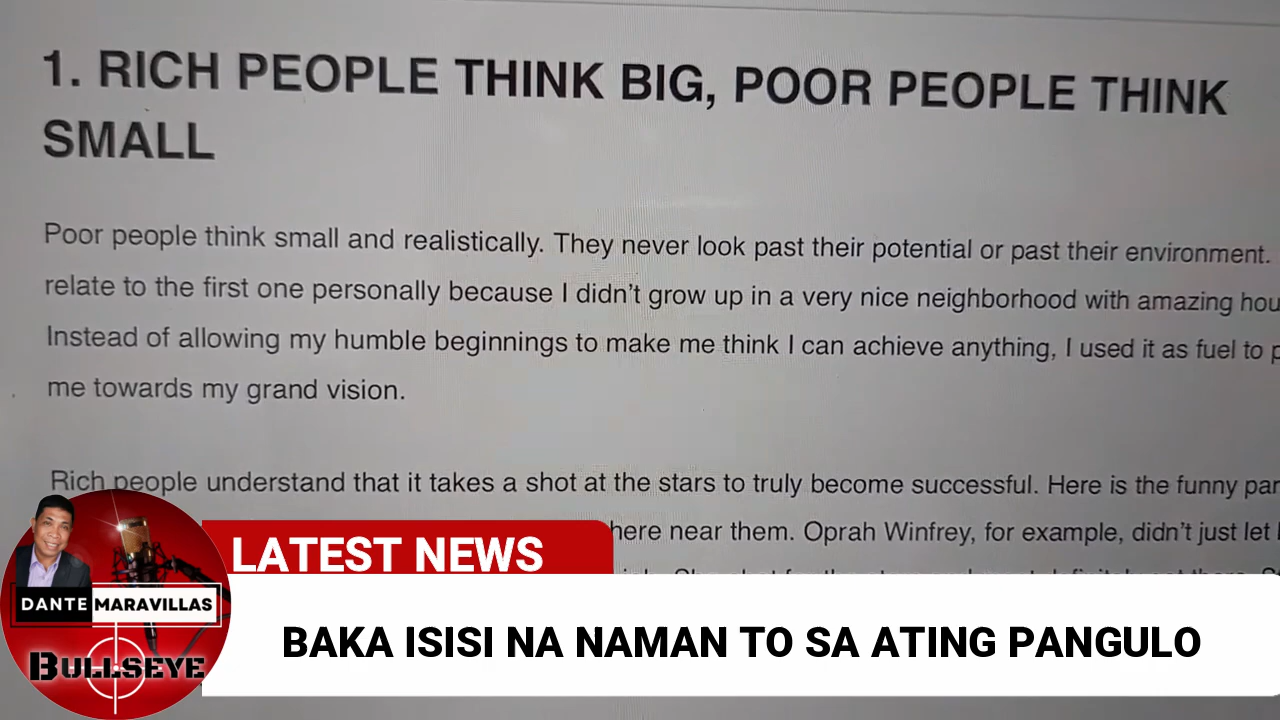 1. RICH PEOPLE THINK BIG, POOR PEOPLE THINK
SMALL
Poor people think small and realistically. They never look past their potential or past their environment.
relate to the first one personally because I didn't grow up in a very nice neighborhood with amazing hou
Instead of allowing my humble beginnings to make me think I can achieve anything, I used it as fuel to p
me towards my grand vision.
Rich people understand that it takes a shot at the stars to truly become successful. Here is the funny par
here near them. Oprah Winfrey, for example, didn't just let
LATEST NEWS
DANTE MARAVILLAS
BULLSEYE
BAKA ISISI NA NAMAN TO SA ATING PANGULO